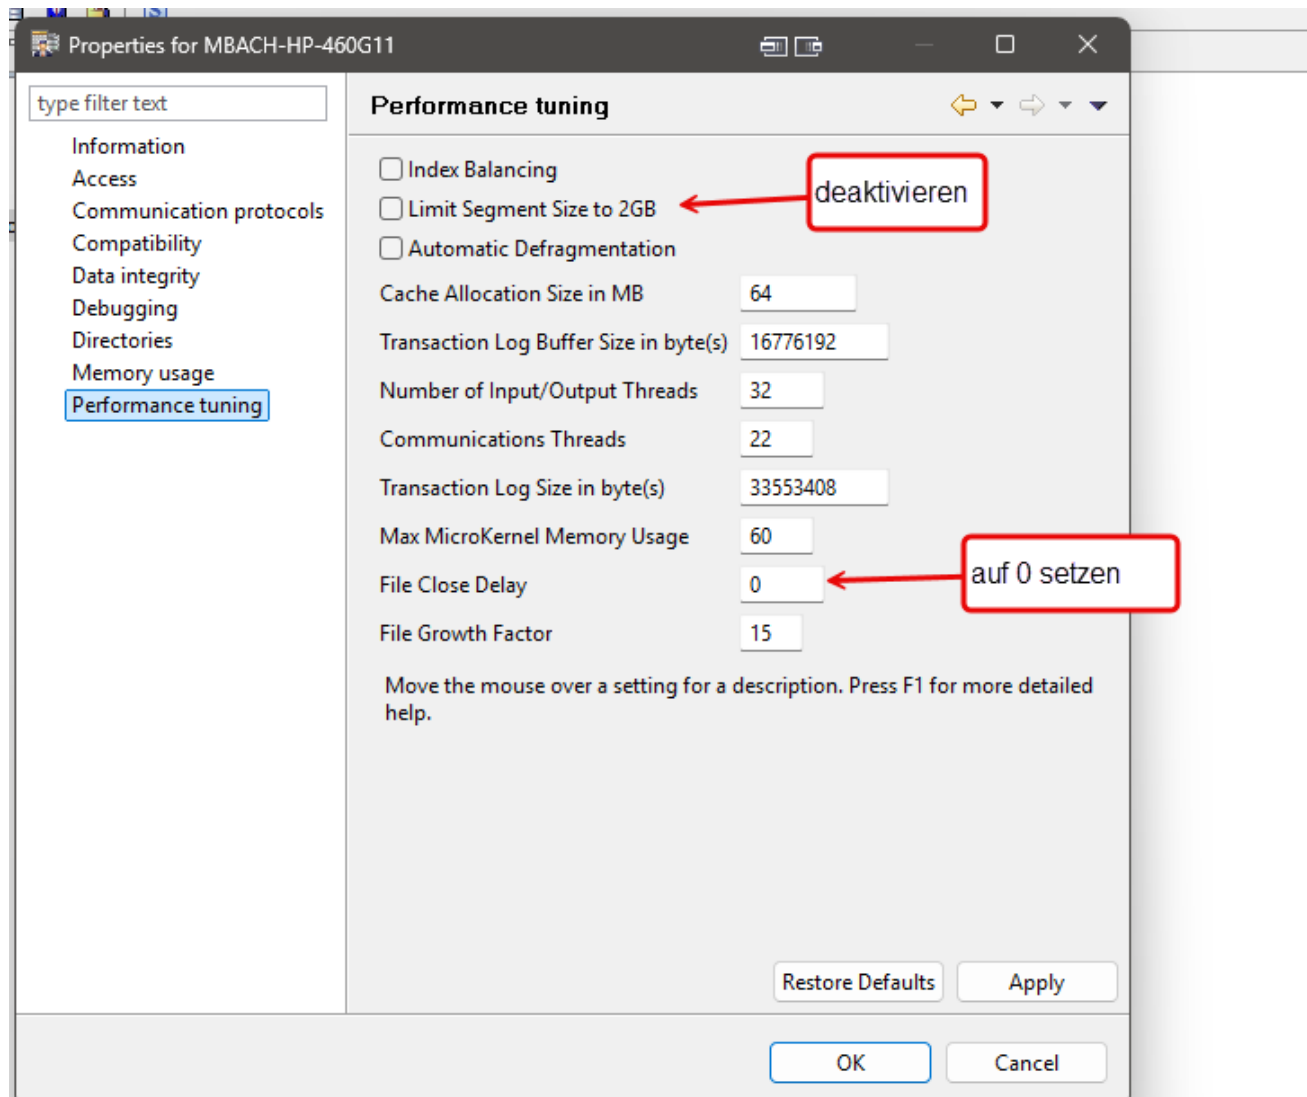 Properties for MBACH-HP-460G11
type filter text
Information
Access
Communication protocols
Compatibility
Data integrity
Debugging
Directories
Memory usage
Performance tuning
Performance tuning
Index Balancing
Limit Segment Size to 2GB
deaktivieren
Automatic Defragmentation
Cache Allocation Size in MB 64
Transaction Log Buffer Size in byte(s) 16776192
Number of Input/Output Threads 32
Communications Threads 22
Transaction Log Size in byte(s) 33553408
Max MicroKernel Memory Usage 60
File Close Delay 0
auf 0 setzen
File Growth Factor 15
Move the mouse over a setting for a description. Press F1 for more detailed
help.
Restore Defaults Apply
OK Cancel